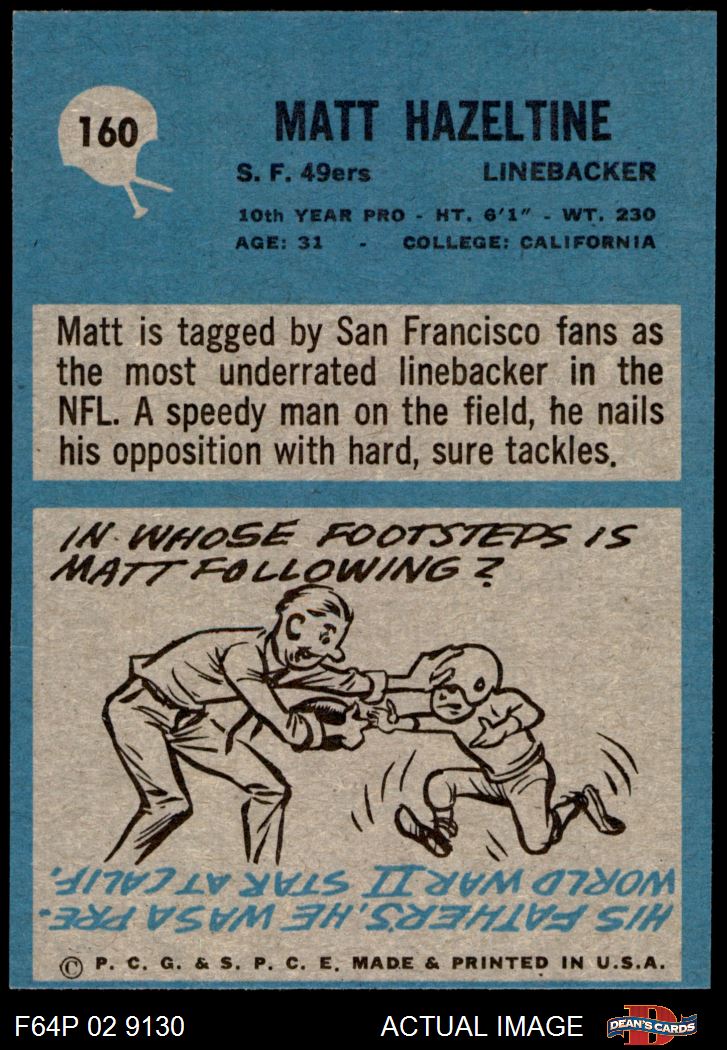 160
MATT HAZELTINE
S. F. 49ers LINEBACKER
10th YEAR PRO - HT. 6'1" - WT. 230
AGE: 31 - COLLEGE: CALIFORNIA
Matt is tagged by San Francisco fans as
the most underrated linebacker in the
NFL. A speedy man on the field, he nails
his opposition with hard, sure tackles.
IN WHOSE FOOTSTEPS IS
MATT FOLLOWING?
HIS FATHER'S, HE WAS A PRE-
WORLD WAR II STAR AT CALIF.
© P. C. G. & S. P. C. E. MADE & PRINTED IN U.S.A.
F64P 02 9130 ACTUAL IMAGE DEAN'S CARDS